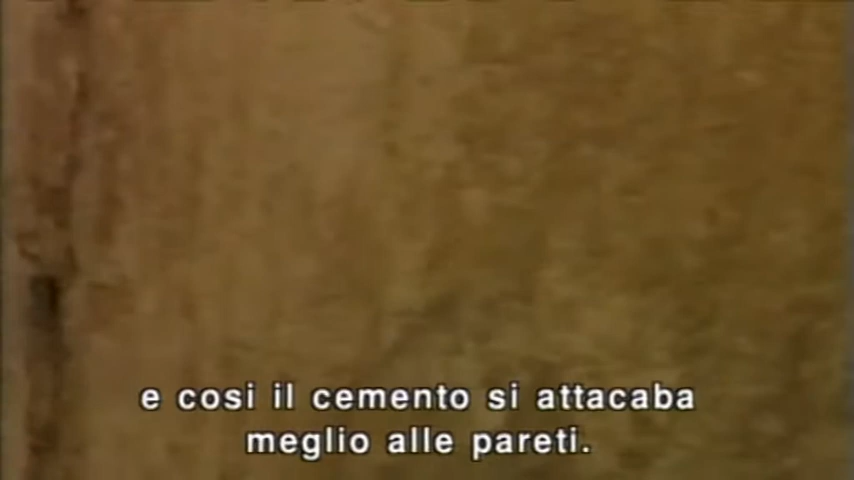 e cosi il cemento si attacaba
meglio alle pareti.